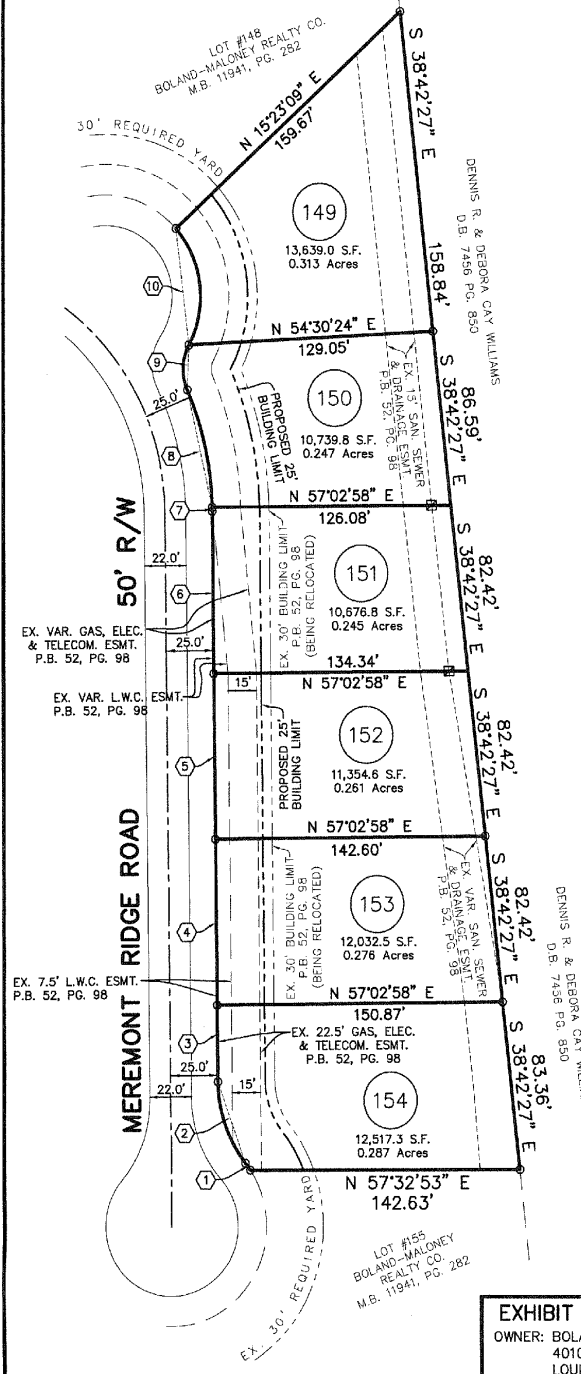 LOT #148
BOLAND-MALONEY REALTY CO.
M.B. 11941, PG. 282
30' REQUIRED YARD
N 15°23'09" E
159.67'
S 38°42'27" E
158.84'
DENNIS R. & DEBORA CAY WILLIAMS
D.B. 7456 PG. 850
149
13,639.0 S.F.
0.313 Acres
10
N 54°30'24" E
129.05'
9
25.0'
EX. 15' SAN. SEWER
& DRAINAGE ESMT.
P.B. 52, PG. 98
86.59'
S 38°42'27" E
PROPOSED 25'
BUILDING LIMIT
150
10,739.8 S.F.
0.247 Acres
8
7
N 57°02'58" E
126.08'
50' R/W
22.0'
6
EX. 30' BUILDING LIMIT
P.B. 52, PG. 98
(BEING RELOCATED)
151
10,676.8 S.F.
0.245 Acres
82.42'
S 38°42'27" E
EX. VAR. GAS, ELEC.
& TELECOM. ESMT.
P.B. 52, PG. 98
25.0'
EX. VAR. L.W.C. ESMT.
P.B. 52, PG. 98
134.34'
N 57°02'58" E
15'
5
PROPOSED 25'
BUILDING LIMIT
152
11,354.6 S.F.
0.261 Acres
82.42'
S 38°42'27" E
N 57°02'58" E
142.60'
MEREMONT RIDGE ROAD
4
EX. 30' BUILDING LIMIT
P.B. 52, PG. 98
(BEING RELOCATED)
153
12,032.5 S.F.
0.276 Acres
EX. VAR. SAN. SEWER
& DRAINAGE ESMT.
P.B. 52, PG. 98
82.42'
S 38°42'27" E
DENNIS R. & DEBORA CAY
D.B. 7456 PG. 850
EX. 7.5' L.W.C. ESMT.
P.B. 52, PG. 98
N 57°02'58" E
150.87'
3
EX. 22.5' GAS, ELEC.
& TELECOM. ESMT.
P.B. 52, PG. 98
25.0'
22.0'
15'
2
154
12,517.3 S.F.
0.287 Acres
83.36'
S 38°42'27" E
1
N 57°32'53" E
142.63'
EX. 30' REQUIRED YARD
LOT #155
BOLAND-MALONEY
REALTY CO.
M.B. 11941, PG. 282
EXHIBIT
OWNER: BOLA
4010
LOUI